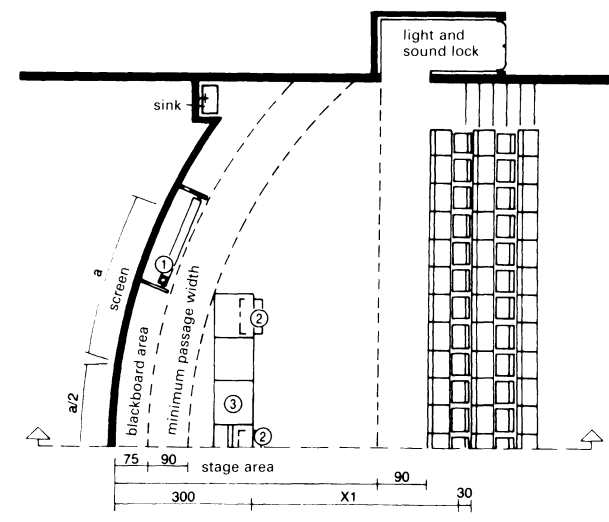 light and
sound lock
sink
a
screen
1
a/2
blackboard area
minimum passage width
2
3
2
75
90
stage area
90
300
X1
30